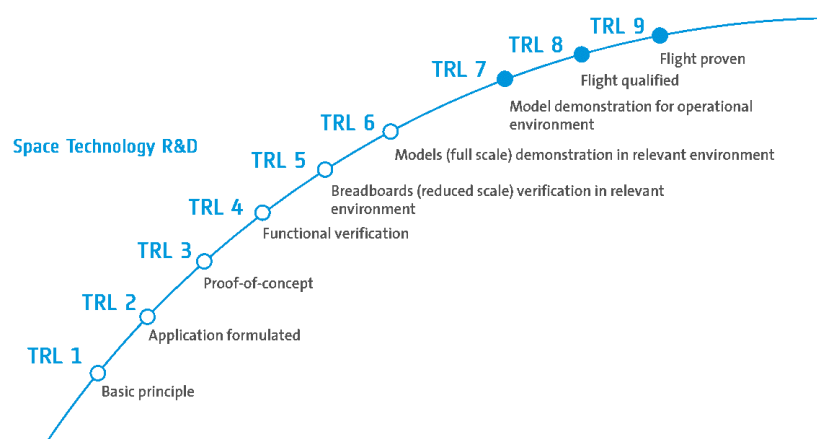 TRL 9
Flight proven
TRL 8
Flight qualified
TRL 7
Model demonstration for operational
environment
TRL 6
Models (full scale) demonstration in relevant environment
Space Technology R&D
TRL 5
Breadboards (reduced scale) verification in relevant
environment
TRL 4
Functional verification
TRL 3
Proof-of-concept
TRL 2
Application formulated
TRL 1
Basic principle